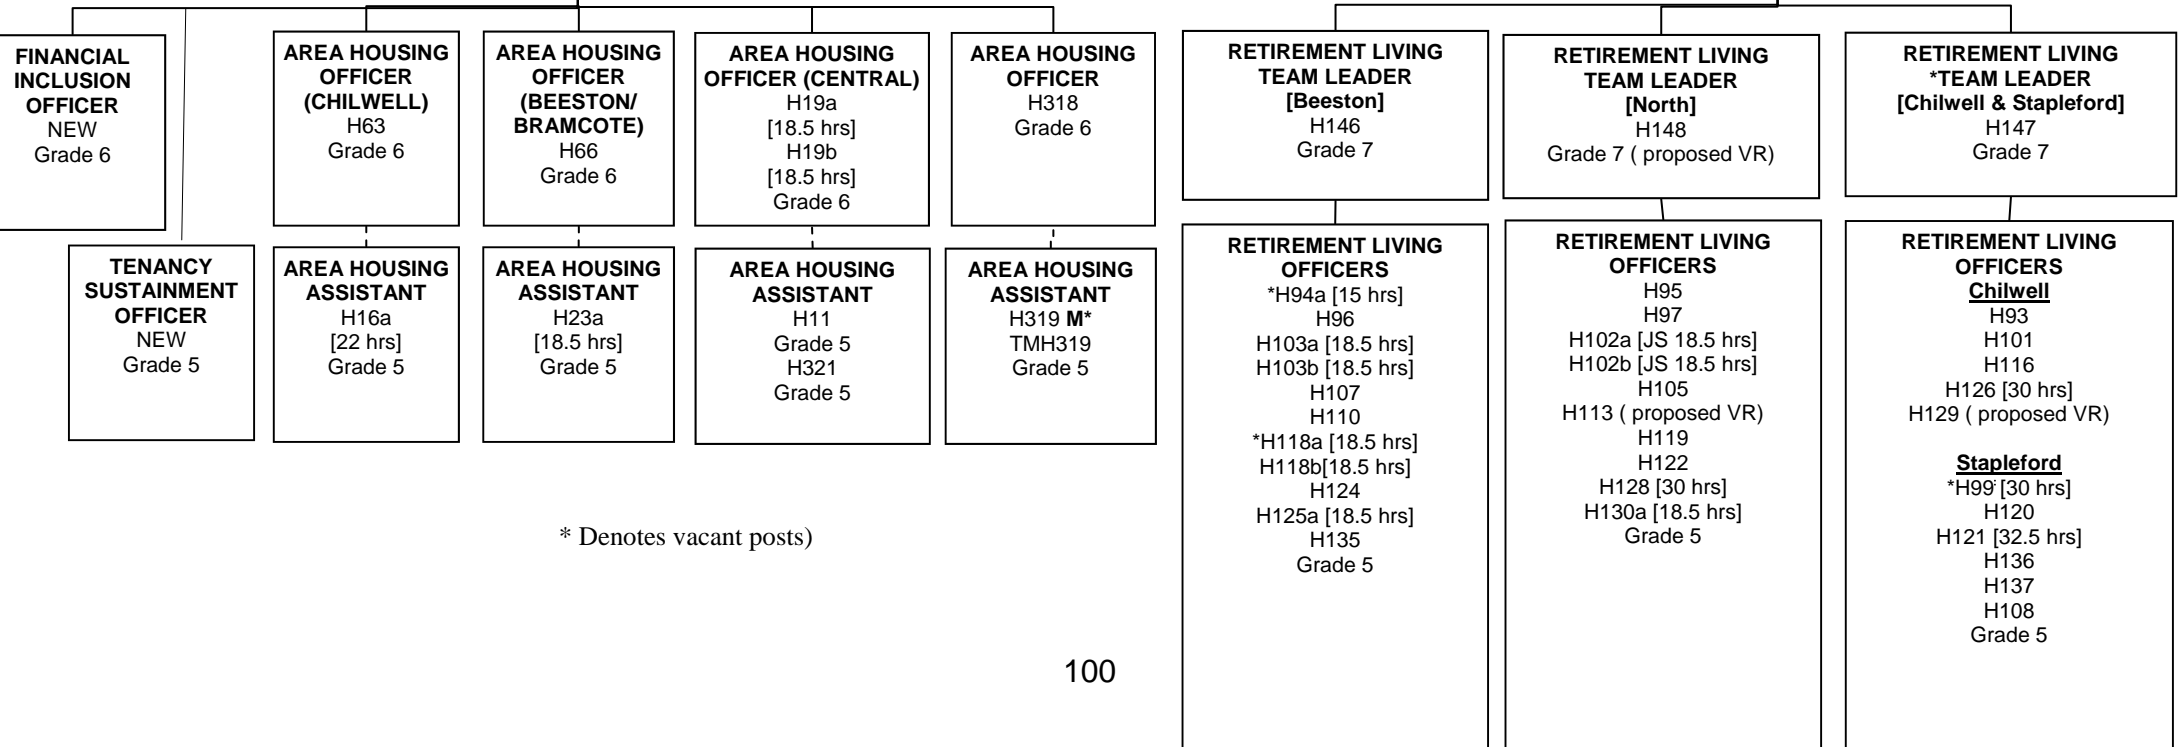 FINANCIAL
INCLUSION
OFFICER
NEW
Grade 6
AREA HOUSING
OFFICER
(CHILWELL)
H63
Grade 6
AREA HOUSING
OFFICER
(BEESTON/
BRAMCOTE)
H66
Grade 6
AREA HOUSING
OFFICER (CENTRAL)
H19a
[18.5 hrs]
H19b
[18.5 hrs]
Grade 6
AREA HOUSING
OFFICER
H318
Grade 6
RETIREMENT LIVING
TEAM LEADER
[Beeston]
H146
Grade 7
RETIREMENT LIVING
TEAM LEADER
[North]
H148
Grade 7 ( proposed VR)
RETIREMENT LIVING
*TEAM LEADER
[Chilwell & Stapleford]
H147
Grade 7
TENANCY
SUSTAINMENT
OFFICER
NEW
Grade 5
AREA HOUSING
ASSISTANT
H16a
[22 hrs]
Grade 5
AREA HOUSING
ASSISTANT
H23a
[18.5 hrs]
Grade 5
AREA HOUSING
ASSISTANT
H11
Grade 5
H321
Grade 5
AREA HOUSING
ASSISTANT
H319 M*
TMH319
Grade 5
RETIREMENT LIVING
OFFICERS
*H94a [15 hrs]
H96
H103a [18.5 hrs]
H103b [18.5 hrs]
H107
H110
*H118a [18.5 hrs]
H118b[18.5 hrs]
H124
H125a [18.5 hrs]
H135
Grade 5
RETIREMENT LIVING
OFFICERS
H95
H97
H102a [JS 18.5 hrs]
H102b [JS 18.5 hrs]
H105
H113 ( proposed VR)
H119
H122
H128 [30 hrs]
H130a [18.5 hrs]
Grade 5
RETIREMENT LIVING
OFFICERS
Chilwell
H93
H101
H116
H126 [30 hrs]
H129 ( proposed VR)
Stapleford
*H99 [30 hrs]
H120
H121 [32.5 hrs]
H136
H137
H108
Grade 5
* Denotes vacant posts)
100